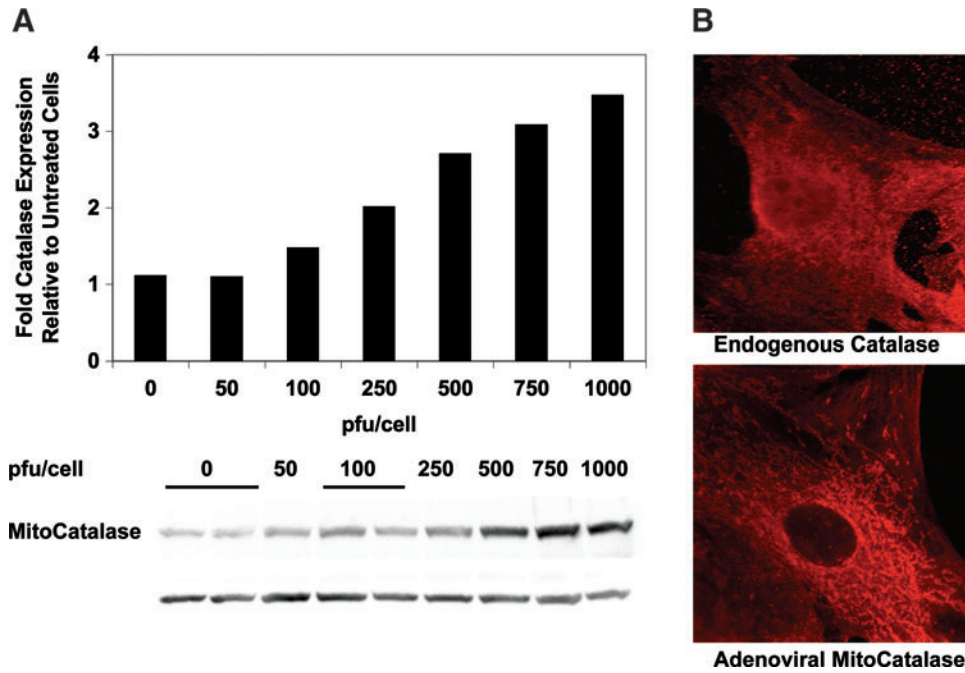 A
Fold Catalase Expression
Relative to Untreated Cells
4
3
2
1
0
0 50 100 250 500 750 1000
pfu/cell
pfu/cell 0 50 100 250 500 750 1000
MitoCatalase
B
Endogenous Catalase
Adenoviral MitoCatalase